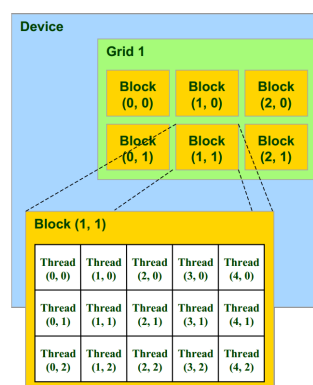 Device
Grid 1
Block Block Block
(0, 0) (1, 0) (2, 0)
Block Block Block
(0, 1) (1, 1) (2, 1)
Block (1, 1)
Thread Thread Thread Thread Thread
(0, 0) (1, 0) (2, 0) (3, 0) (4, 0)
Thread Thread Thread Thread Thread
(0, 1) (1, 1) (2, 1) (3, 1) (4, 1)
Thread Thread Thread Thread Thread
(0, 2) (1, 2) (2, 2) (3, 2) (4, 2)